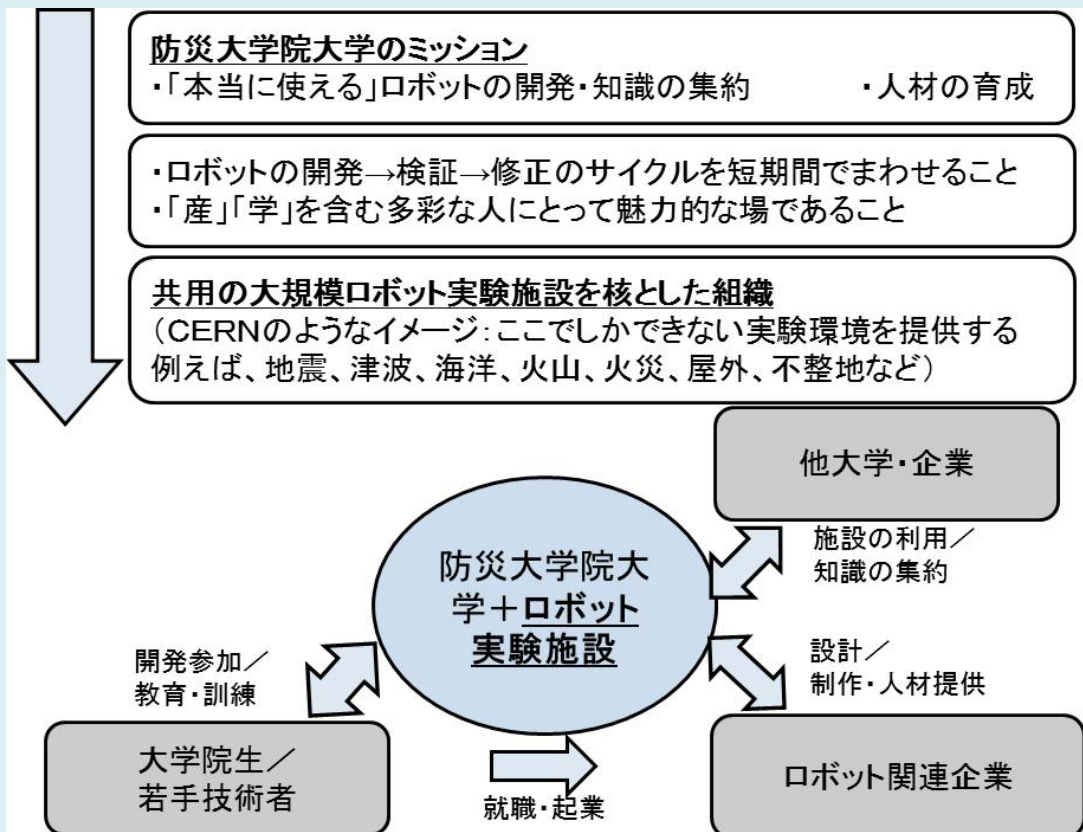 防災大学院大学のミッション
・「本当に使える」ロボットの開発・知識の集約　・人材の育成
・ロボットの開発→検証→修正のサイクルを短期間でまわせること
・「産」「学」を含む多彩な人にとって魅力的な場であること
共用の大規模ロボット実験施設を核とした組織
（CERNのようなイメージ：ここでしかできない実験環境を提供する
例えば、地震、津波、海洋、火山、火災、屋外、不整地など）
他大学・企業
施設の利用／
知識の集約
防災大学院大
学＋ロボット
実験施設
開発参加／
教育・訓練
設計／
制作・人材提供
大学院生／
若手技術者
就職・起業
ロボット関連企業